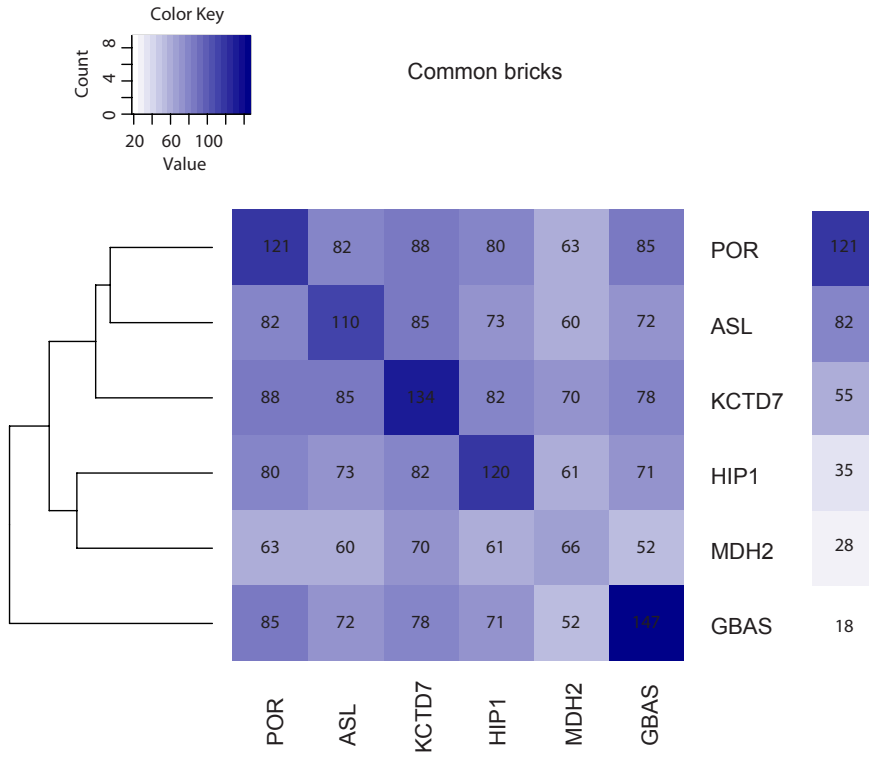 Color Key
Count
0 4 8
20 60 100
Value
Common bricks
121 82 88 80 63 85 POR 121
82 110 85 73 60 72 ASL 82
88 85 134 82 70 78 KCTD7 55
80 73 82 120 61 71 HIP1 35
63 60 70 61 66 52 MDH2 28
85 72 78 71 52 147 GBAS 18
POR ASL KCTD7 HIP1 MDH2 GBAS